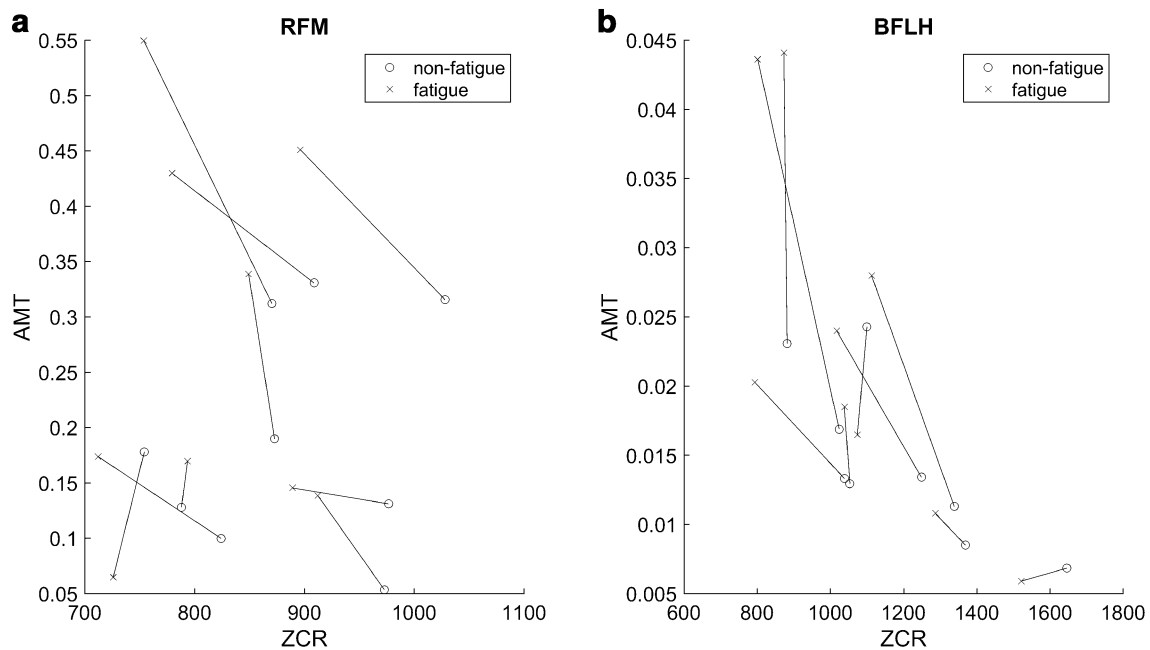 a
RFM
0.55
0.5
0.45
0.4
0.35
0.3
0.25
0.2
0.15
0.1
0.05
AMT
700
800
900
1000
1100
ZCR
non-fatigue
fatigue
b
BFLH
0.045
0.04
0.035
0.03
0.025
0.02
0.015
0.01
0.005
AMT
600
800
1000
1200
1400
1600
1800
ZCR
non-fatigue
fatigue